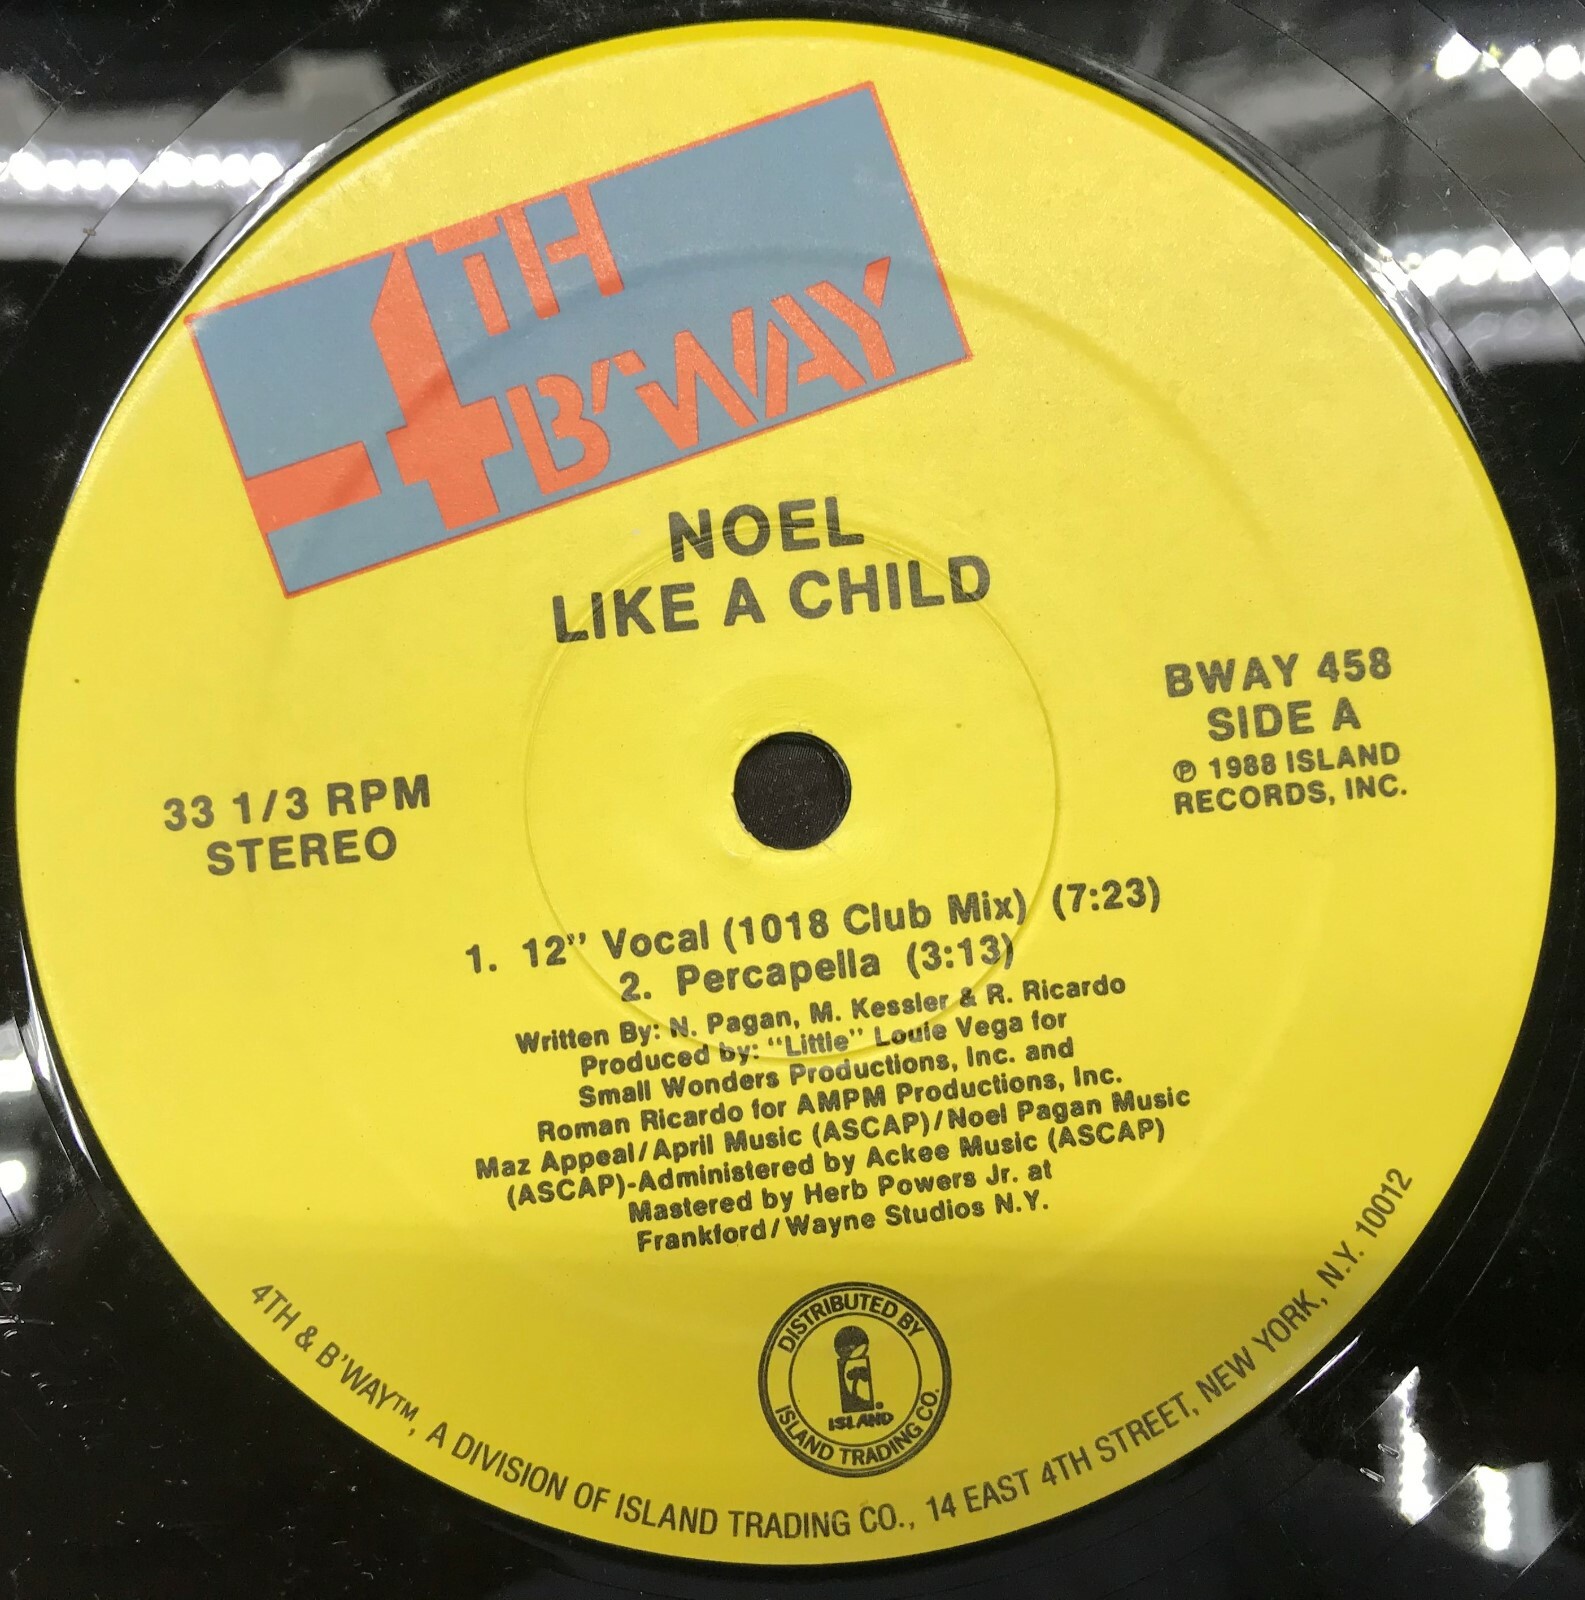 4TH
B'WAY
NOEL
LIKE A CHILD
BWAY 458
SIDE A
℗ 1988 ISLAND
RECORDS, INC.
33 1/3 RPM
STEREO
1. 12" Vocal (1018 Club Mix) (7:23)
2. Percapella (3:13)
Written By: N. Pagan, M. Kessler & R. Ricardo
Produced by: "Little" Louie Vega for
Small Wonders Productions, Inc. and
Roman Ricardo for AMPM Productions, Inc.
Maz Appeal/April Music (ASCAP)/Noel Pagan Music
(ASCAP)-Administered by Ackee Music (ASCAP)
Mastered by Herb Powers Jr. at
Frankford/Wayne Studios N.Y.
DISTRIBUTED BY
ISLAND
ISLAND TRADING CO.
4TH & B'WAY™, A DIVISION OF ISLAND TRADING CO., 14 EAST 4TH STREET, NEW YORK, N.Y. 10012